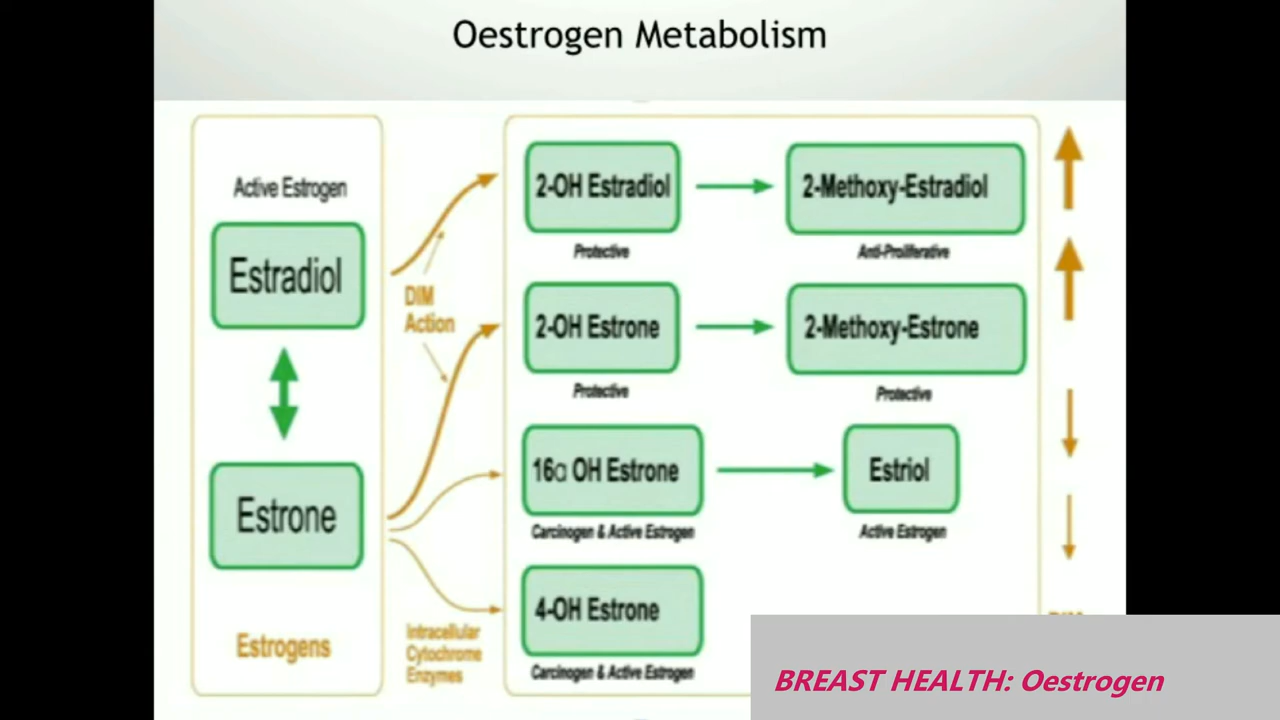 Oestrogen Metabolism
Active Estrogen
Estradiol
Estrone
Estrogens
DIM
Action
Intracellular
Cytochrome
Enzymes
2-OH Estradiol
Protective
2-Methoxy-Estradiol
Anti-Proliferative
2-OH Estrone
Protective
2-Methoxy-Estrone
Protective
16α OH Estrone
Carcinogen & Active Estrogen
Estriol
Active Estrogen
4-OH Estrone
Carcinogen & Active Estrogen
BREAST HEALTH: Oestrogen